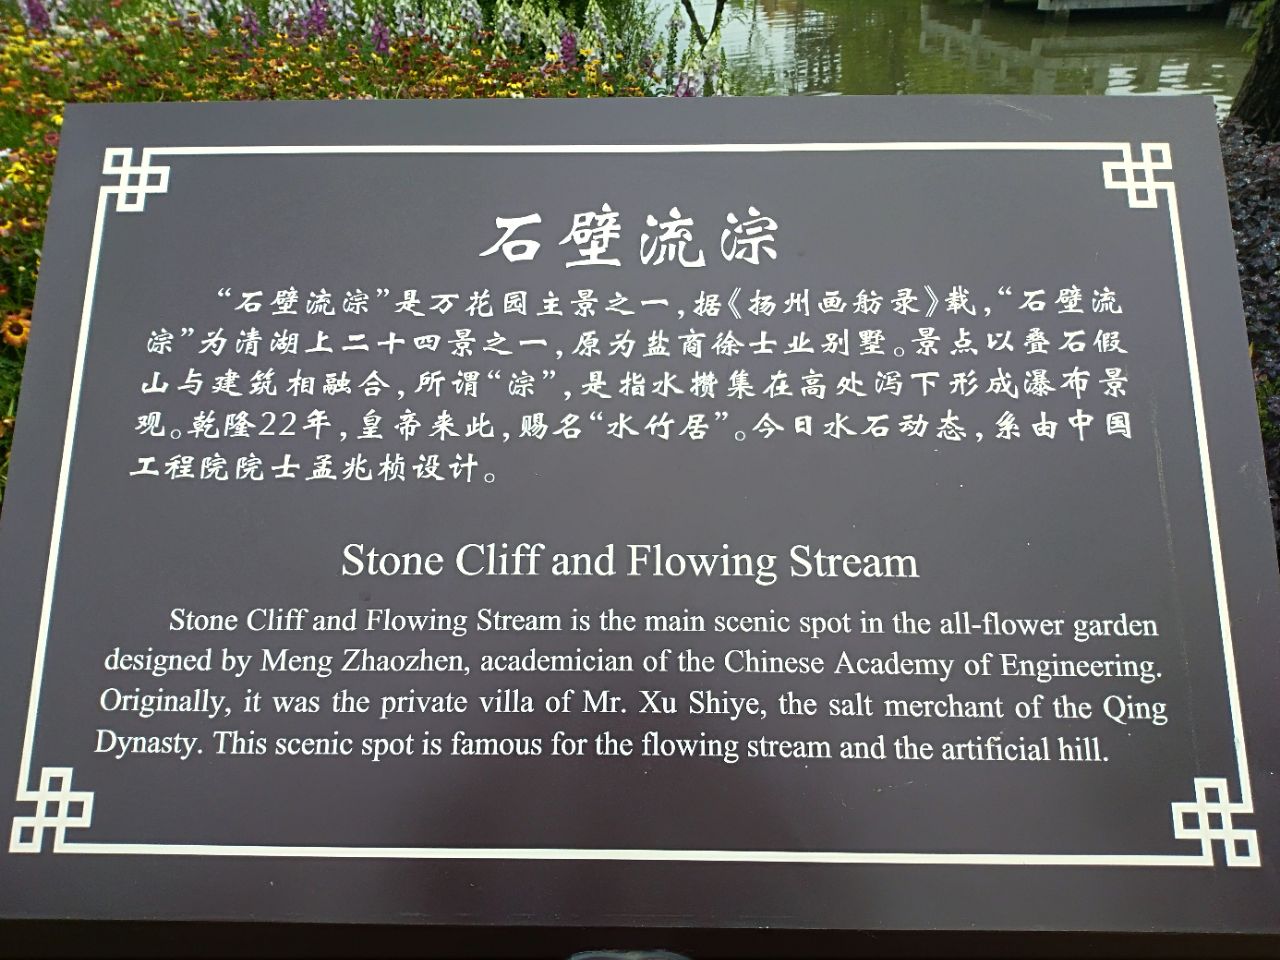 石壁流淙
“石壁流淙”是万花园主景之一,据《扬州画舫录》载,“石壁流
淙”为清湖上二十四景之一,原为盐商徐士业别墅。景点以叠石假
山与建筑相融合,所谓“淙”,是指水攒集在高处泻下形成瀑布景
观。乾隆22年,皇帝来此,赐名“水竹居”。今日水石动态,系由中国
工程院院士孟兆桢设计。
Stone Cliff and Flowing Stream
Stone Cliff and Flowing Stream is the main scenic spot in the all-flower garden
designed by Meng Zhaozhen, academician of the Chinese Academy of Engineering.
Originally, it was the private villa of Mr. Xu Shiye, the salt merchant of the Qing
Dynasty. This scenic spot is famous for the flowing stream and the artificial hill.